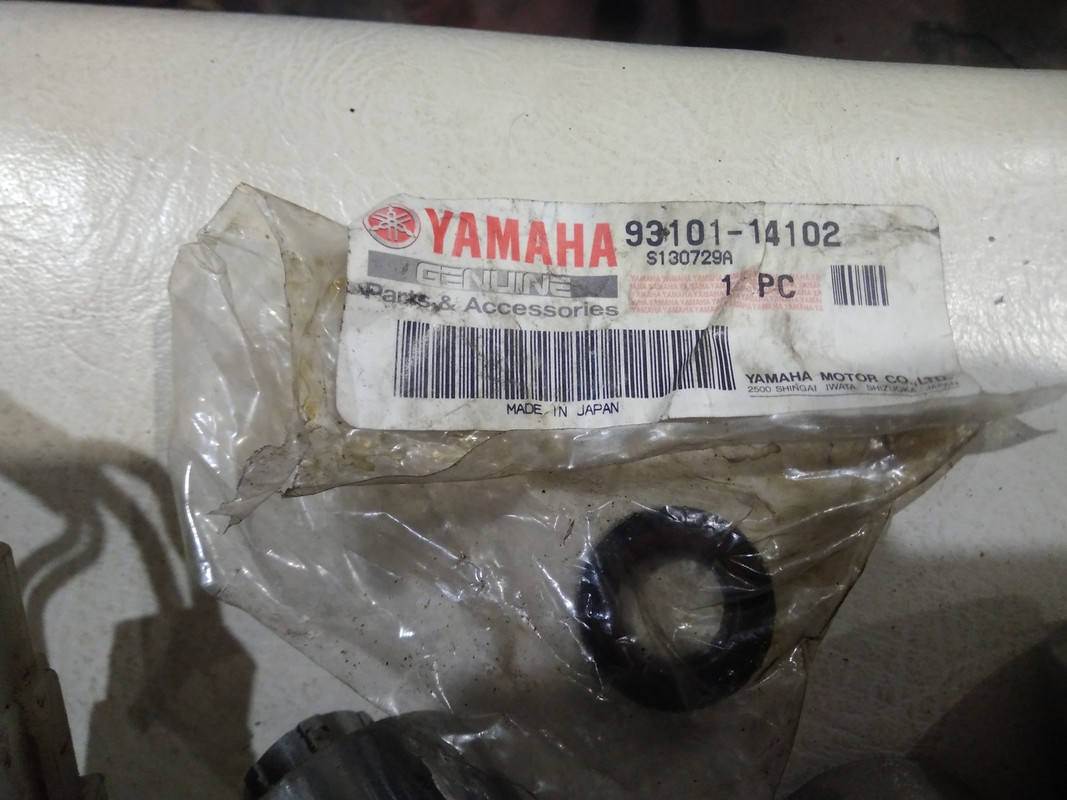 YAMAHA 93101-14102
S130729A
GENUINE
1 PC
Parts & Accessories
YAMAHA MOTOR CO.,LTD.
2500 SHINGAI IWATA SHIZUOKA JAPAN
MADE IN JAPAN